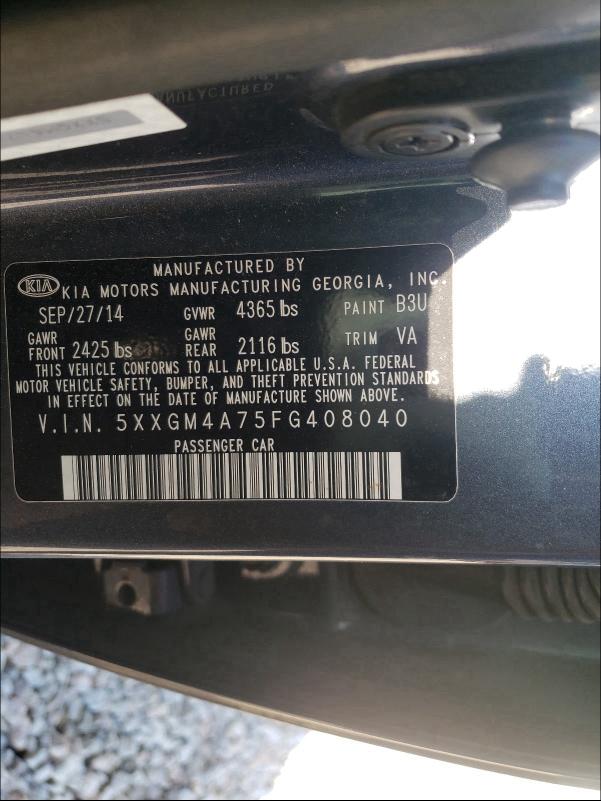 MANUFACTURED
MANUFACTURED BY
KIA KIA MOTORS MANUFACTURING GEORGIA, INC.
SEP/27/14 GVWR 4365 lbs PAINT B3U
GAWR FRONT 2425 lbs GAWR REAR 2116 lbs TRIM VA
THIS VEHICLE CONFORMS TO ALL APPLICABLE U.S.A. FEDERAL
MOTOR VEHICLE SAFETY, BUMPER, AND THEFT PREVENTION STANDARDS
IN EFFECT ON THE DATE OF MANUFACTURE SHOWN ABOVE.
V.I.N. 5XXGM4A75FG408040
PASSENGER CAR